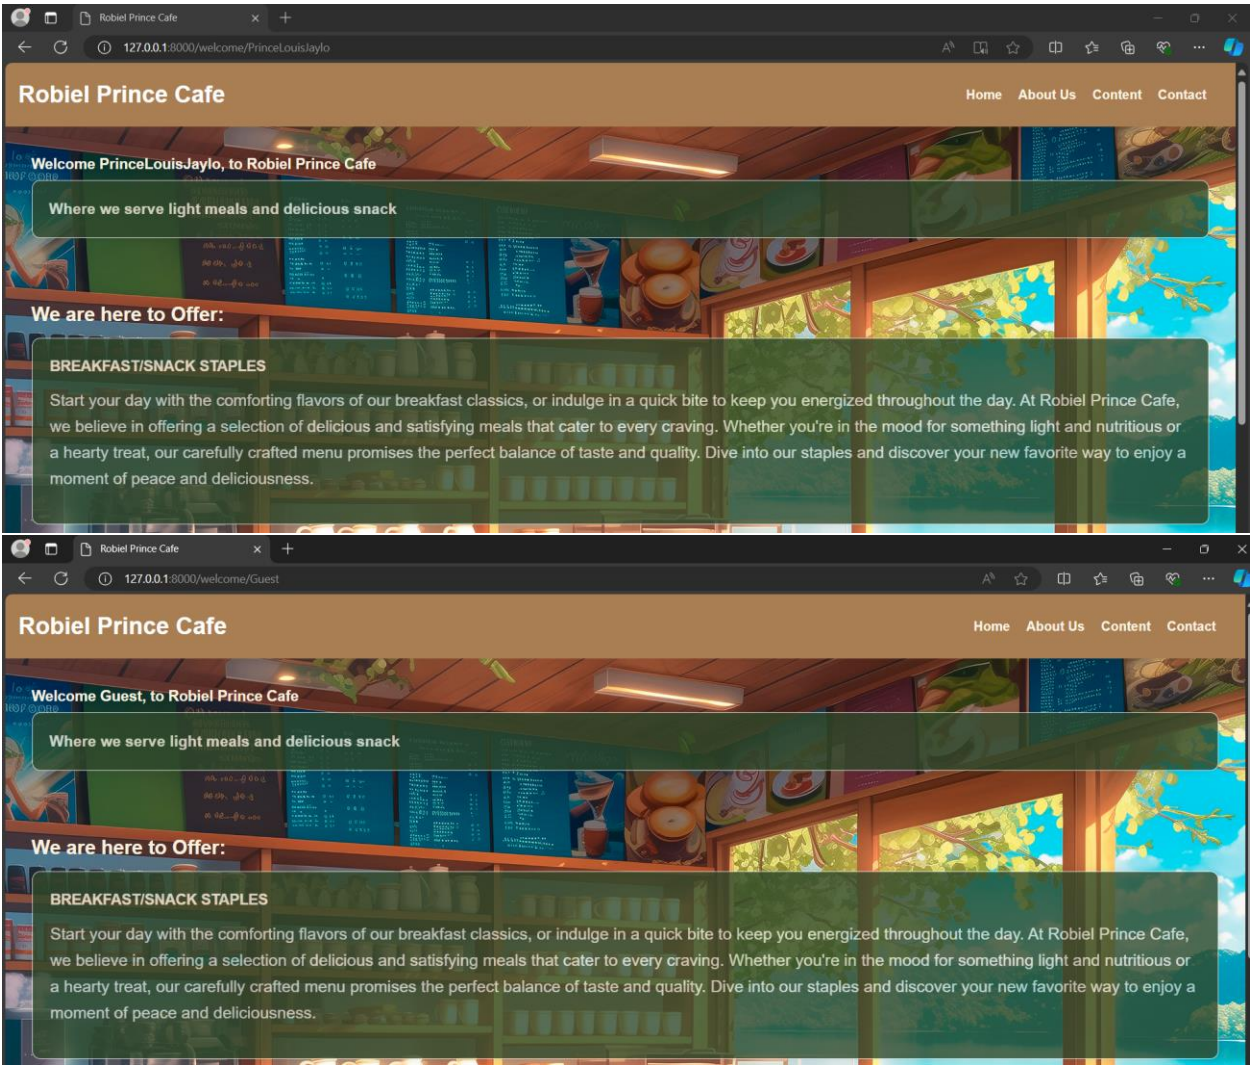 Robiel Prince Cafe
127.0.0.1:8000/welcome/PrinceLouisJaylo
Robiel Prince Cafe
Home About Us Content Contact
Welcome PrinceLouisJaylo, to Robiel Prince Cafe
Where we serve light meals and delicious snack
We are here to Offer:
BREAKFAST/SNACK STAPLES
Start your day with the comforting flavors of our breakfast classics, or indulge in a quick bite to keep you energized throughout the day. At Robiel Prince Cafe,
we believe in offering a selection of delicious and satisfying meals that cater to every craving. Whether you're in the mood for something light and nutritious or
a hearty treat, our carefully crafted menu promises the perfect balance of taste and quality. Dive into our staples and discover your new favorite way to enjoy a
moment of peace and deliciousness.
Robiel Prince Cafe
127.0.0.1:8000/welcome/Guest
Robiel Prince Cafe
Home About Us Content Contact
Welcome Guest, to Robiel Prince Cafe
Where we serve light meals and delicious snack
We are here to Offer:
BREAKFAST/SNACK STAPLES
Start your day with the comforting flavors of our breakfast classics, or indulge in a quick bite to keep you energized throughout the day. At Robiel Prince Cafe,
we believe in offering a selection of delicious and satisfying meals that cater to every craving. Whether you're in the mood for something light and nutritious or
a hearty treat, our carefully crafted menu promises the perfect balance of taste and quality. Dive into our staples and discover your new favorite way to enjoy a
moment of peace and deliciousness.